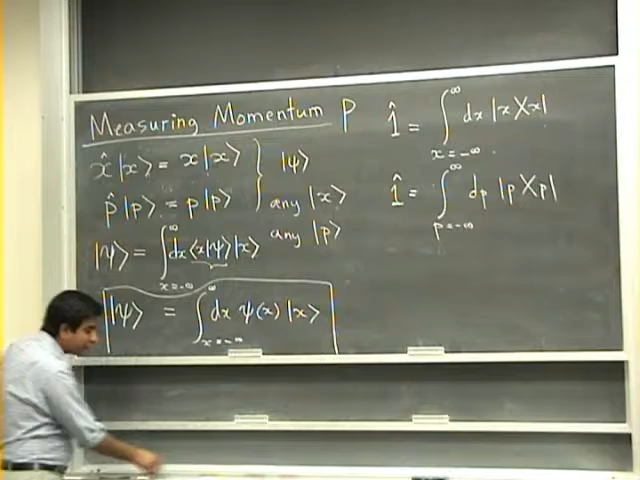 Measuring Momentum P
x̂ |x> = x |x> } |ψ>
p̂ |p> = p |p> any |x>
any |p>
|ψ> = ∫_{x=-∞}^{∞} dx <x|ψ> |x>
|ψ> = ∫_{x=-∞}^{∞} dx ψ(x) |x>
1̂ = ∫_{x=-∞}^{∞} dx |x><x|
1̂ = ∫_{p=-∞}^{∞} dp |p><p|